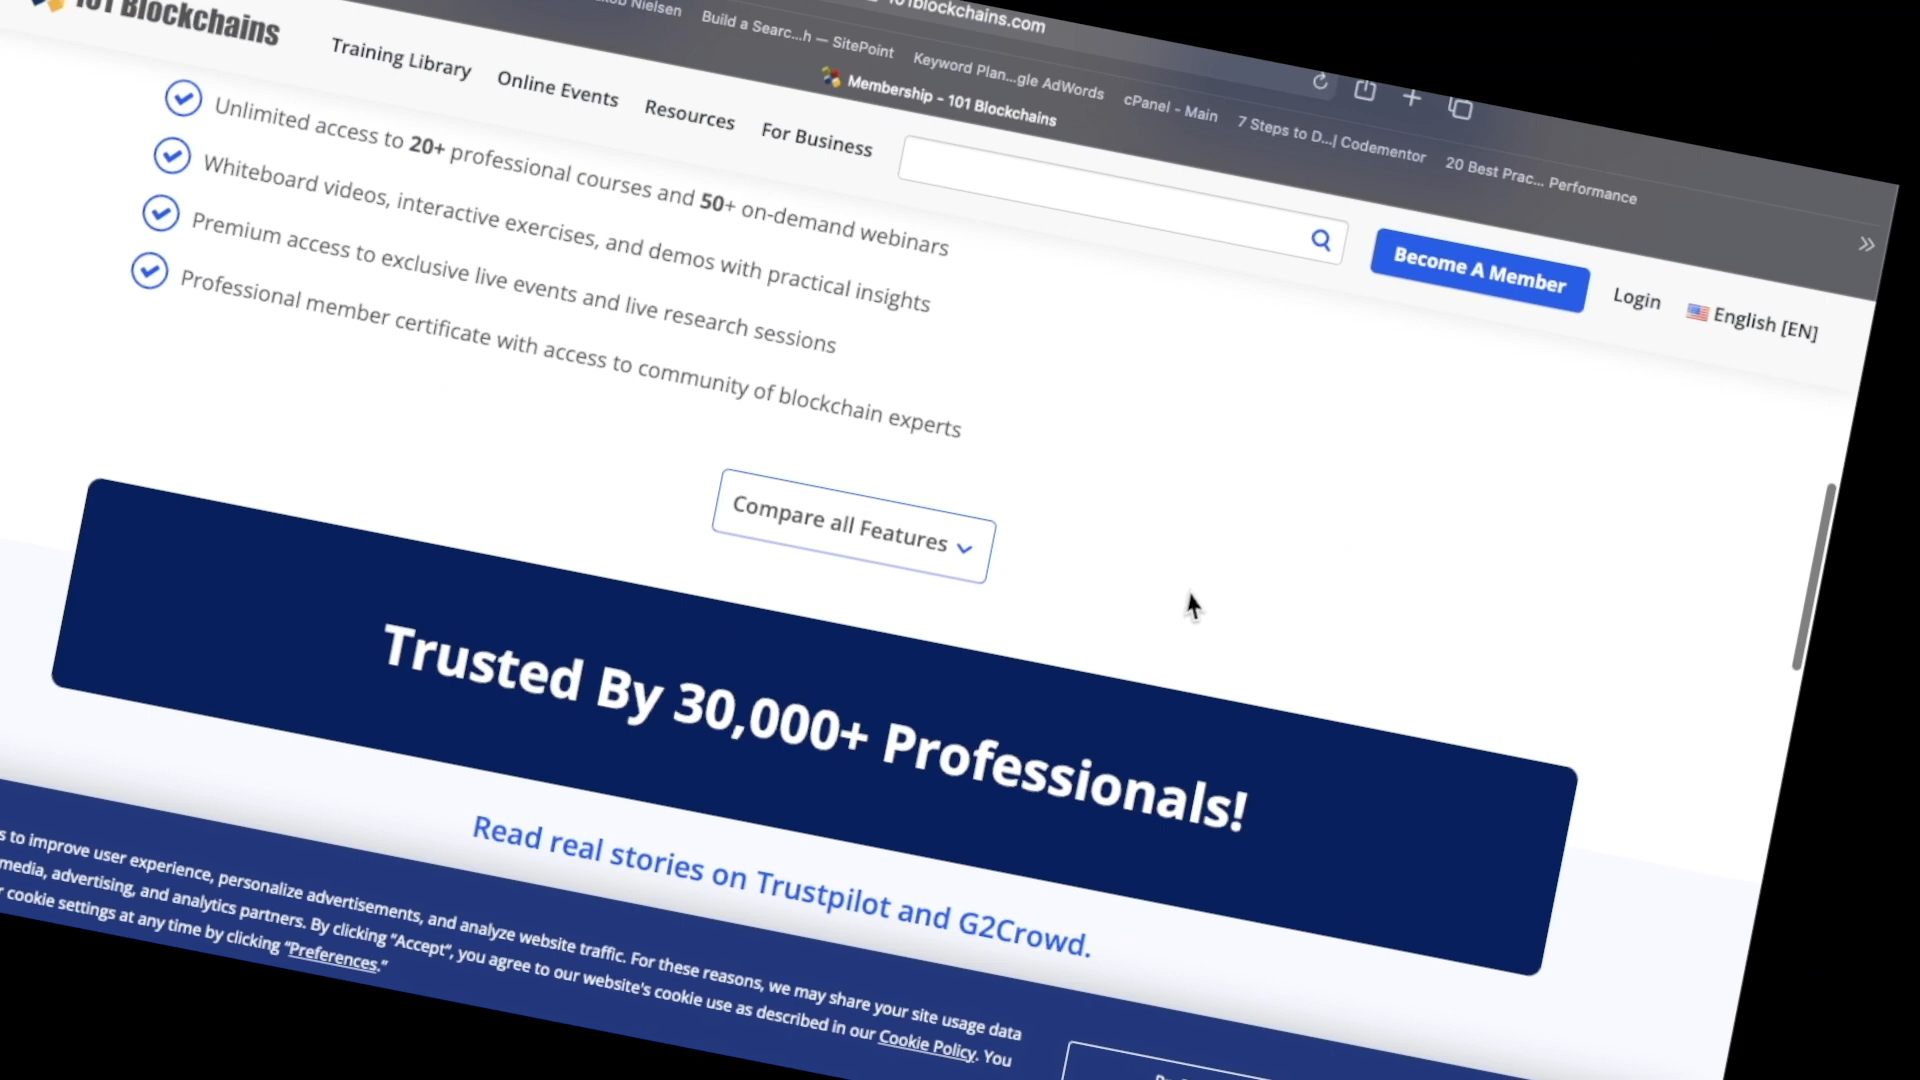 101blockchains.com
Nielsen Build a Searc...h — SitePoint Keyword Plan...gle AdWords cPanel - Main 7 Steps to D...| Codementor 20 Best Prac... Performance
Membership - 101 Blockchains
101 Blockchains
Training Library Online Events Resources For Business Become A Member Login English [EN]
Unlimited access to 20+ professional courses and 50+ on-demand webinars
Whiteboard videos, interactive exercises, and demos with practical insights
Premium access to exclusive live events and live research sessions
Professional member certificate with access to community of blockchain experts
Compare all Features
Trusted By 30,000+ Professionals!
Read real stories on Trustpilot and G2Crowd.
s to improve user experience, personalize advertisements, and analyze website traffic. For these reasons, we may share your site usage data
media, advertising, and analytics partners. By clicking “Accept”, you agree to our website's cookie use as described in our Cookie Policy. You
r cookie settings at any time by clicking “Preferences.”